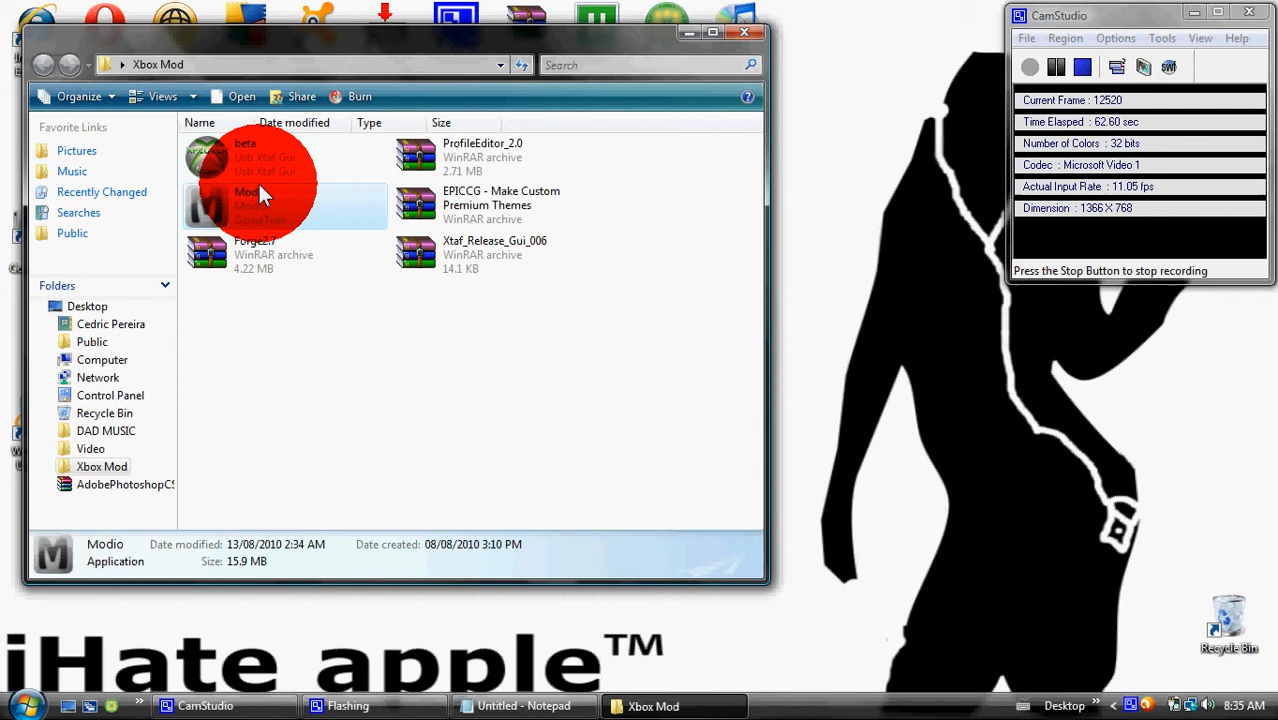 CamStudio
File Region Options Tools View Help
Current Frame : 12520
Time Elasped : 62.60 sec
Number of Colors : 32 bits
Codec : Microsoft Video 1
Actual Input Rate : 11.05 fps
Dimension : 1366 X 768
Press the Stop Button to stop recording
Xbox Mod
Search
Organize Views Open Share Burn
Favorite Links
Pictures
Music
Recently Changed
Searches
Public
Folders
Desktop
Cedric Pereira
Public
Computer
Network
Control Panel
Recycle Bin
DAD MUSIC
Video
Xbox Mod
AdobePhotoshopCS
Name Date modified Type Size
beta
Usb Xtaf Gui
Usb Xtaf Gui
ProfileEditor_2.0
WinRAR archive
2.71 MB
GameTuts
EPICCG - Make Custom
Premium Themes
WinRAR archive
Forge2.7
WinRAR archive
4.22 MB
Xtaf_Release_Gui_006
WinRAR archive
14.1 KB
Modio Date modified: 13/08/2010 2:34 AM Date created: 08/08/2010 3:10 PM
Application Size: 15.9 MB
iHate apple™
Recycle Bin
CamStudio Flashing Untitled - Notepad Xbox Mod Desktop 8:35 AM